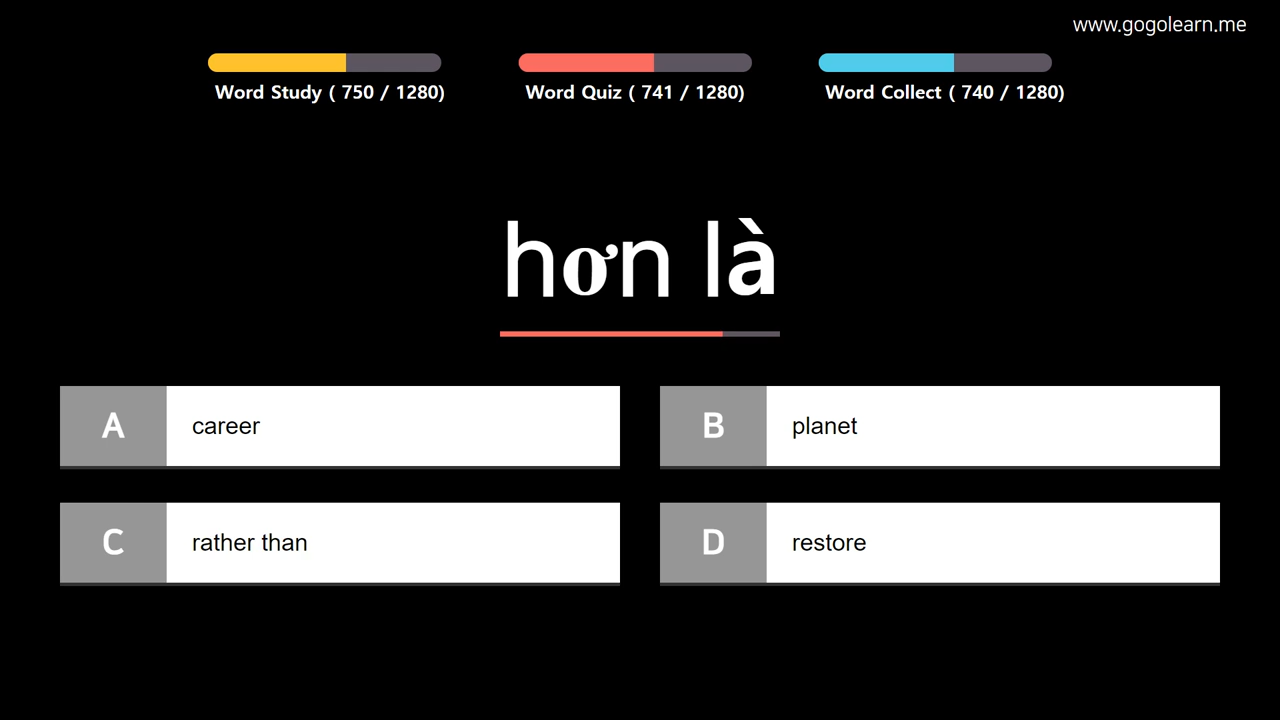 www.gogolearn.me
Word Study ( 750 / 1280)
Word Quiz ( 741 / 1280)
Word Collect ( 740 / 1280)
hơn là
A career
B planet
C rather than
D restore